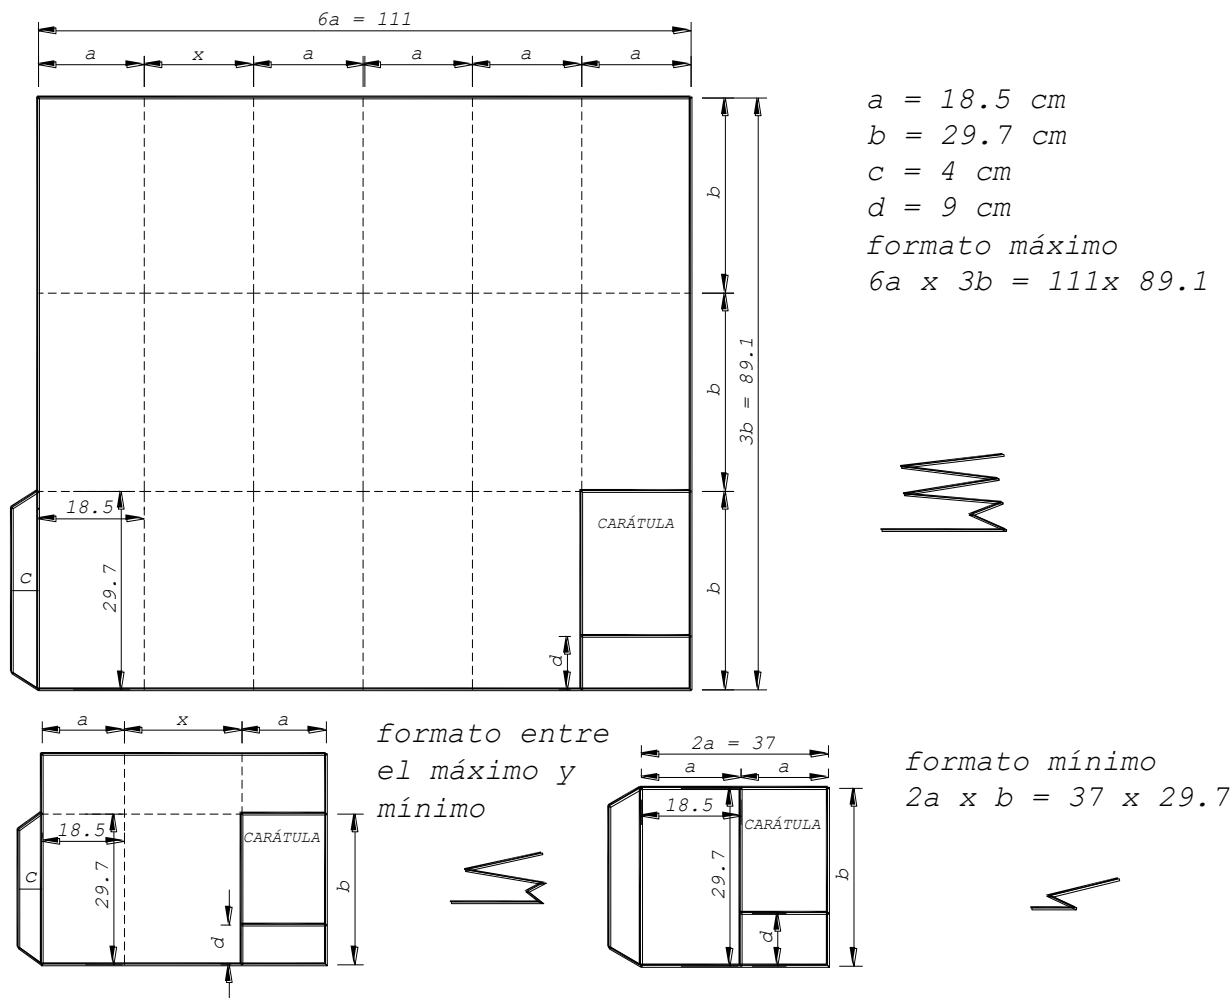 6a = 111
a x a a a a
a = 18.5 cm
b = 29.7 cm
c = 4 cm
d = 9 cm
formato máximo
6a x 3b = 111x 89.1
b
b
3b = 89.1
18.5
CARÁTULA
c
29.7
b
d
a x a
formato entre
el máximo y
mínimo
18.5
CARÁTULA
c
29.7
b
d
2a = 37
a a
18.5
CARÁTULA
29.7
b
d
formato mínimo
2a x b = 37 x 29.7